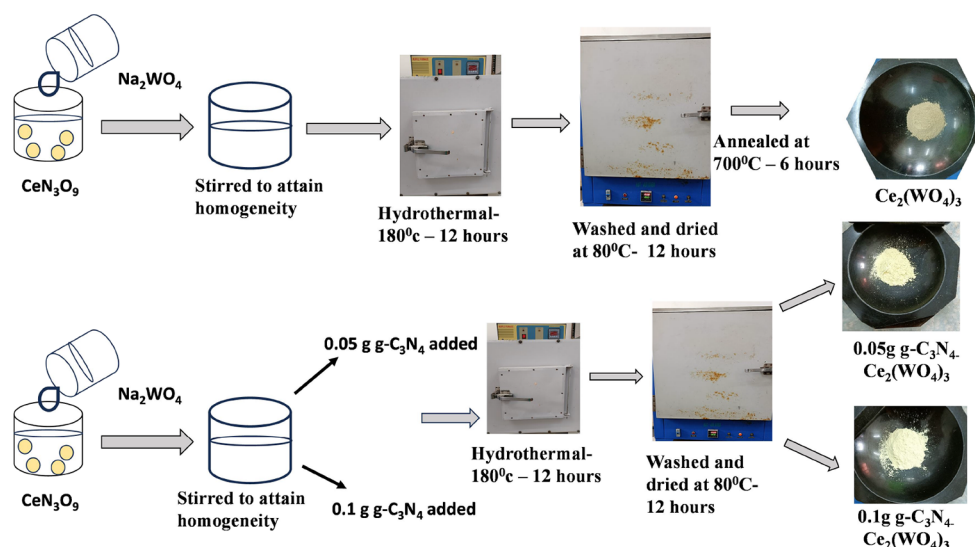 Na₂WO₄
CeN₃O₉
Stirred to attain
homogeneity
Hydrothermal-
180⁰c – 12 hours
Washed and dried
at 80⁰C- 12 hours
Annealed at
700⁰C – 6 hours
Ce₂(WO₄)₃
Na₂WO₄
CeN₃O₉
Stirred to attain
homogeneity
0.05 g g-C₃N₄ added
0.1 g g-C₃N₄ added
Hydrothermal-
180⁰c – 12 hours
Washed and
dried at 80⁰C-
12 hours
0.05g g-C₃N₄-
Ce₂(WO₄)₃
0.1g g-C₃N₄-
Ce₂(WO₄)₃